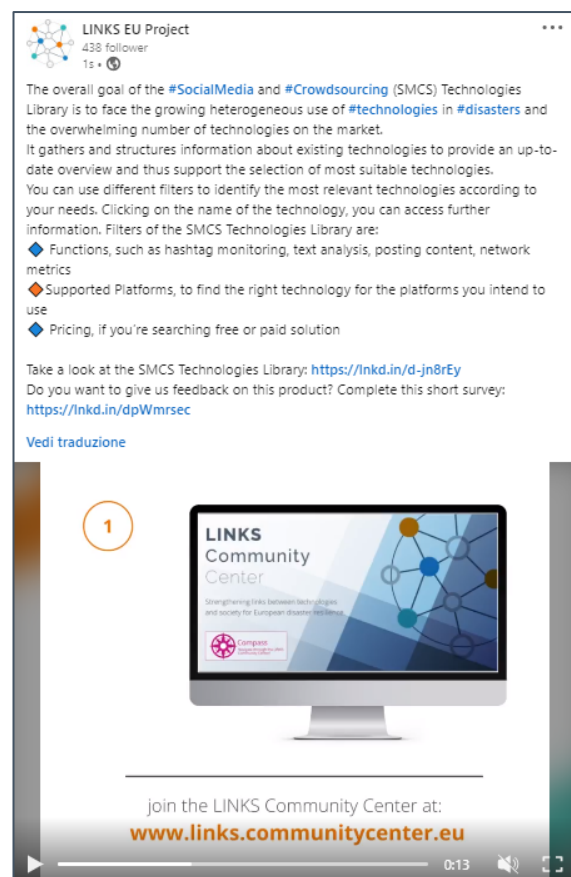 LINKS EU Project
438 follower
1s •
The overall goal of the #SocialMedia and #Crowdsourcing (SMCS) Technologies
Library is to face the growing heterogeneous use of #technologies in #disasters and
the overwhelming number of technologies on the market.
It gathers and structures information about existing technologies to provide an up-to-
date overview and thus support the selection of most suitable technologies.
You can use different filters to identify the most relevant technologies according to
your needs. Clicking on the name of the technology, you can access further
information. Filters of the SMCS Technologies Library are:
Functions, such as hashtag monitoring, text analysis, posting content, network
metrics
Supported Platforms, to find the right technology for the platforms you intend to
use
Pricing, if you're searching free or paid solution
Take a look at the SMCS Technologies Library: https://lnkd.in/d-jn8rEy
Do you want to give us feedback on this product? Complete this short survey:
https://lnkd.in/dpWmrsec
Vedi traduzione
1
LINKS
Community
Center
Strengthening links between technologies
and society for European disaster resilience
Compass
join the LINKS Community Center at:
www.links.communitycenter.eu
0:13